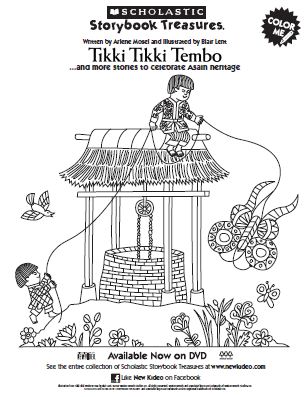 SCHOLASTIC
Storybook Treasures.
COLOR
ME!
Written by Arlene Mosel and Illustrated by Blair Lent
Tikki Tikki Tembo
...and more stories to celebrate Asain heritage
Available Now on DVD
See the entire collection of Scholastic Storybook Treasures at www.newkideo.com
Like New Kideo on Facebook